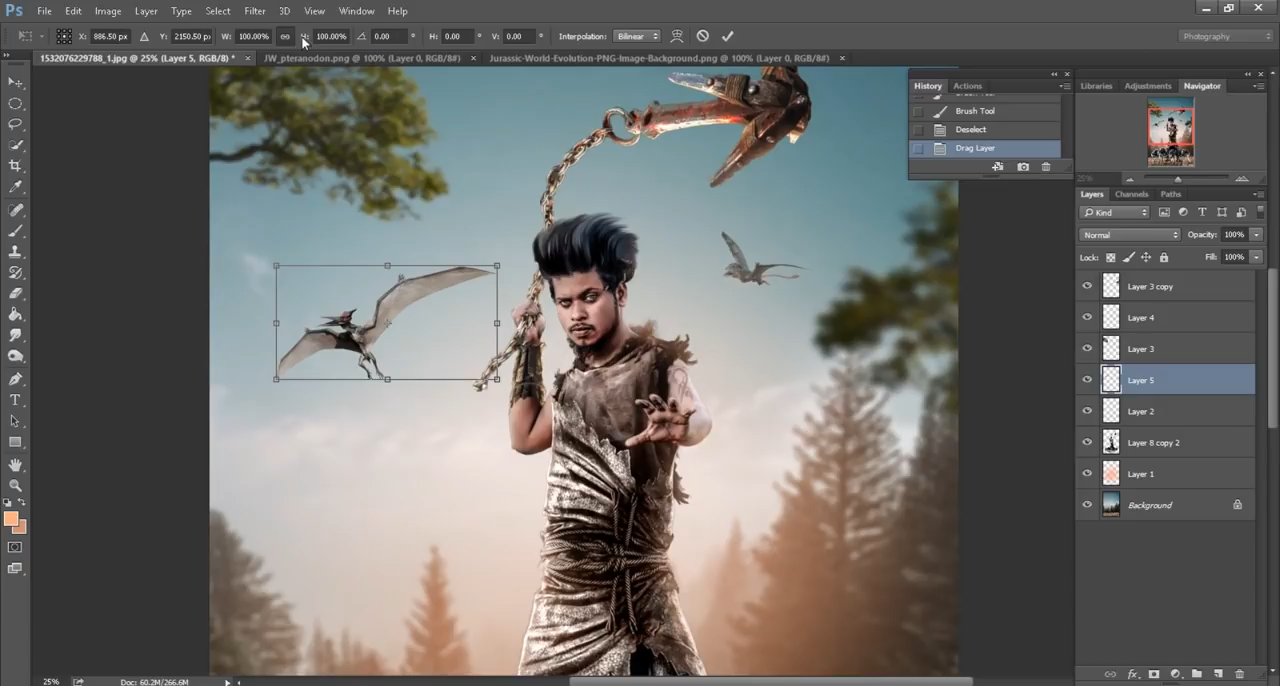 Ps File Edit Image Layer Type Select Filter 3D View Window Help
X: 886.50 px Y: 2150.50 px W: 100.00% H: 100.00% 0.00 ° H: 0.00 ° V: 0.00 ° Interpolation: Bilinear Photography
1532076229788_1.jpg @ 25% (Layer 5, RGB/8) * × JW_pteranodon.png @ 100% (Layer 0, RGB/8#) × Jurassic-World-Evolution-PNG-Image-Background.png @ 100% (Layer 0, RGB/8#) ×
History Actions
Brush Tool
Deselect
Drag Layer
Libraries Adjustments Navigator
25%
Layers Channels Paths
Kind
Normal Opacity: 100%
Lock: Fill: 100%
Layer 3 copy
Layer 4
Layer 3
Layer 5
Layer 2
Layer 8 copy 2
Layer 1
Background
25% Doc: 60.2M/266.6M